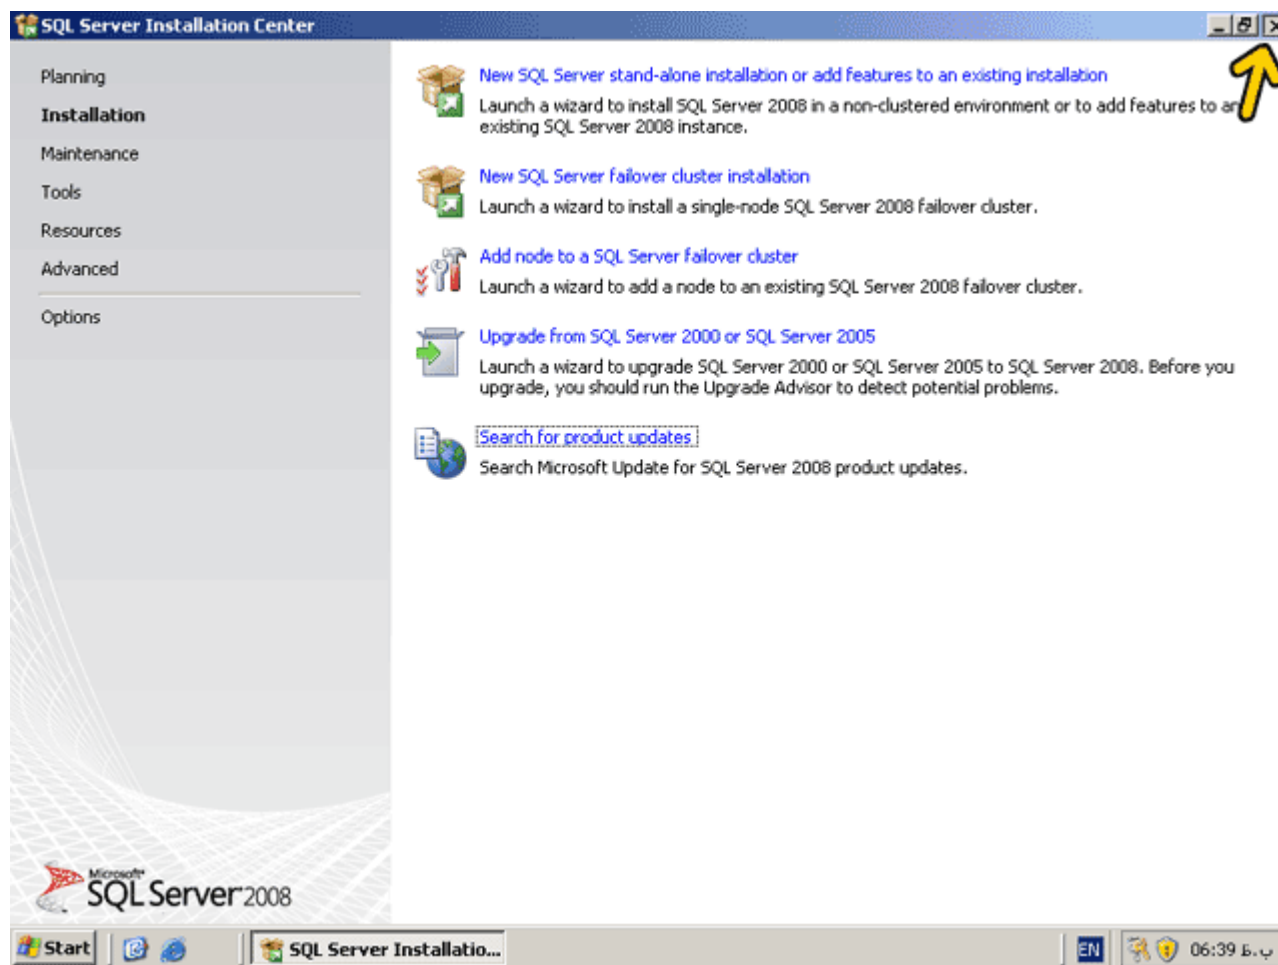 SQL Server Installation Center
Planning
Installation
Maintenance
Tools
Resources
Advanced
Options
New SQL Server stand-alone installation or add features to an existing installation
Launch a wizard to install SQL Server 2008 in a non-clustered environment or to add features to an
existing SQL Server 2008 instance.
New SQL Server failover cluster installation
Launch a wizard to install a single-node SQL Server 2008 failover cluster.
Add node to a SQL Server failover cluster
Launch a wizard to add a node to an existing SQL Server 2008 failover cluster.
Upgrade from SQL Server 2000 or SQL Server 2005
Launch a wizard to upgrade SQL Server 2000 or SQL Server 2005 to SQL Server 2008. Before you
upgrade, you should run the Upgrade Advisor to detect potential problems.
Search for product updates
Search Microsoft Update for SQL Server 2008 product updates.
Microsoft
SQL Server 2008
Start
SQL Server Installatio...
EN
06:39 ب.ظ